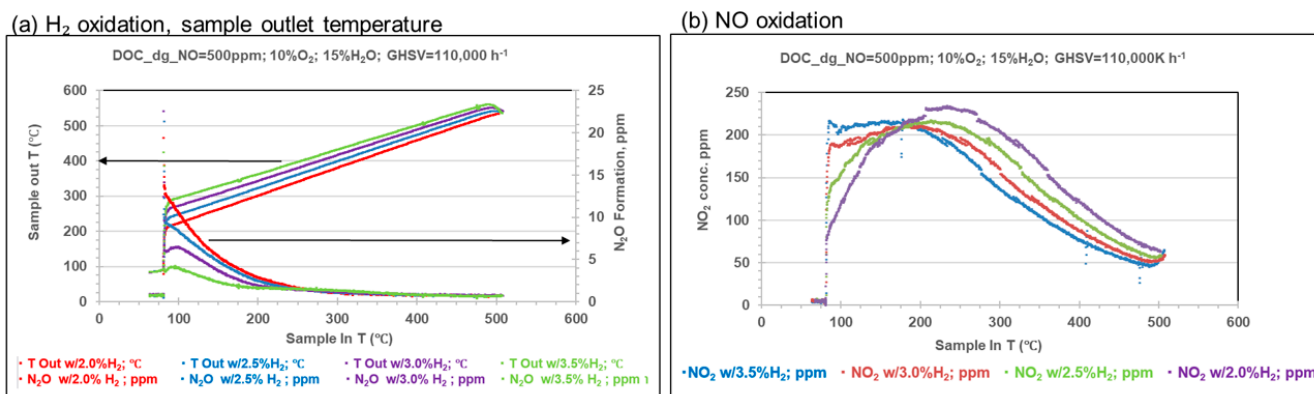 (a) H₂ oxidation, sample outlet temperature
DOC_dg_NO=500ppm; 10%O₂; 15%H₂O; GHSV=110,000 h⁻¹
600
500
400
300
200
100
0
Sample out T (℃)
25
20
15
10
5
0
N₂O Formation, ppm
0 100 200 300 400 500 600
Sample In T (℃)
• T Out w/2.0%H₂; ℃ • T Out w/2.5%H₂; ℃ • T Out w/3.0%H₂; ℃ • T Out w/3.5%H₂; ℃
• N₂O w/2.0% H₂ ; ppm • N₂O w/2.5% H₂ ; ppm • N₂O w/3.0% H₂ ; ppm • N₂O w/3.5% H₂ ; ppm
(b) NO oxidation
DOC_dg_NO=500ppm; 10%O₂; 15%H₂O; GHSV=110,000K h⁻¹
250
200
150
100
50
0
NO₂ conc. ppm
0 100 200 300 400 500 600
Sample In T (℃)
• NO₂ w/3.5%H₂; ppm • NO₂ w/3.0%H₂; ppm • NO₂ w/2.5%H₂; ppm • NO₂ w/2.0%H₂; ppm